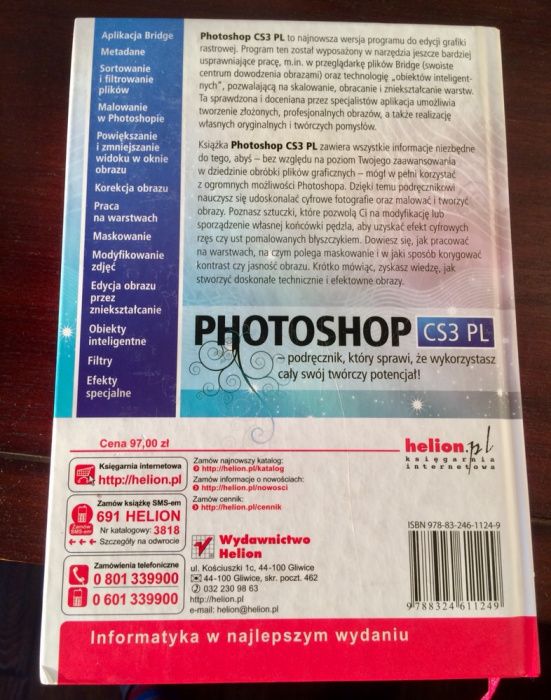 Aplikacja Bridge
Metadane
Sortowanie
i filtrowanie
plików
Malowanie
w Photoshopie
Powiększanie
i zmniejszanie
widoku w oknie
obrazu
Korekcja obrazu
Praca
na warstwach
Maskowanie
Modyfikowanie
zdjęć
Edycja obrazu
przez
zniekształcanie
Obiekty
inteligentne
Filtry
Efekty
specjalne
Photoshop CS3 PL to najnowsza wersja programu do edycji grafiki
rastrowej. Program ten został wyposażony w narzędzia jeszcze bardziej
usprawniające pracę, m.in. w przeglądarkę plików Bridge (swoiste
centrum dowodzenia obrazami) oraz technologię „obiektów inteligent-
nych”, pozwalającą na skalowanie, obracanie i zniekształcanie warstw.
Ta sprawdzona i doceniana przez specjalistów aplikacja umożliwia
tworzenie złożonych, profesjonalnych obrazów, a także realizację
własnych oryginalnych i twórczych pomysłów.
Książka Photoshop CS3 PL zawiera wszystkie informacje niezbędne
do tego, abyś – bez względu na poziom Twojego zaawansowania
w dziedzinie obróbki plików graficznych – mógł w pełni korzystać
z ogromnych możliwości Photoshopa. Dzięki temu podręcznikowi
nauczysz się udoskonalać cyfrowe fotografie oraz malować i tworzyć
obrazy. Poznasz sztuczki, które pozwolą Ci na modyfikację lub
sporządzenie własnej końcówki pędzla, aby uzyskać efekt cyfrowych
rzęs czy ust pomalowanych błyszczykiem. Dowiesz się, jak pracować
na warstwach, na czym polega maskowanie i w jaki sposób korygować
kontrast czy jasność obrazu. Krótko mówiąc, zyskasz wiedzę, jak
stworzyć doskonałe technicznie i efektowne obrazy.
PHOTOSHOP CS3 PL
– podręcznik, który sprawi, że wykorzystasz
cały swój twórczy potencjał!
Cena 97,00 zł
Księgarnia internetowa
http://helion.pl
Zamów książkę SMS-em
691 HELION
Nr katalogowy: 3818
Zamów
SMS-em
Szczegóły na odwrocie
Zamówienia telefoniczne
0 801 339900
0 601 339900
Zamów najnowszy katalog:
http://helion.pl/katalog
Zamów informacje o nowościach:
http://helion.pl/nowosci
Zamów cennik:
http://helion.pl/cennik
Wydawnictwo
Helion
ul. Kościuszki 1c, 44-100 Gliwice
44-100 Gliwice, skr. poczt. 462
032 230 98 63
http://helion.pl
e-mail: helion@helion.pl
helion.pl
księgarnia
internetowa
ISBN 978-83-246-1124-9
9 788324 611249
Informatyka w najlepszym wydaniu